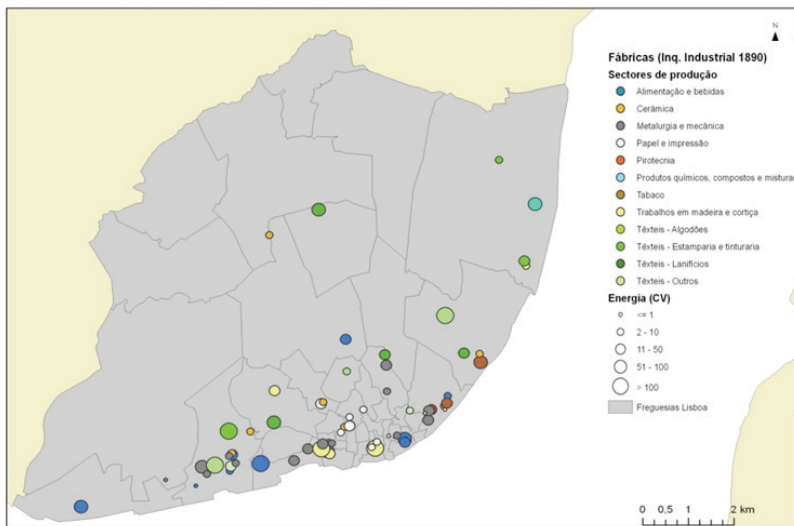 N
Fábricas (Inq. Industrial 1890)
Sectores de produção
Alimentação e bebidas
Cerâmica
Metalurgia e mecânica
Papel e impressão
Pirotecnia
Produtos químicos, compostos e mistura
Tabaco
Trabalhos em madeira e cortiça
Têxteis - Algodões
Têxteis - Estamparia e tinturaria
Têxteis - Lanifícios
Têxteis - Outros
Energia (CV)
<= 1
2 - 10
11 - 50
51 - 100
> 100
Freguesias Lisboa
0 0,5 1 2 km